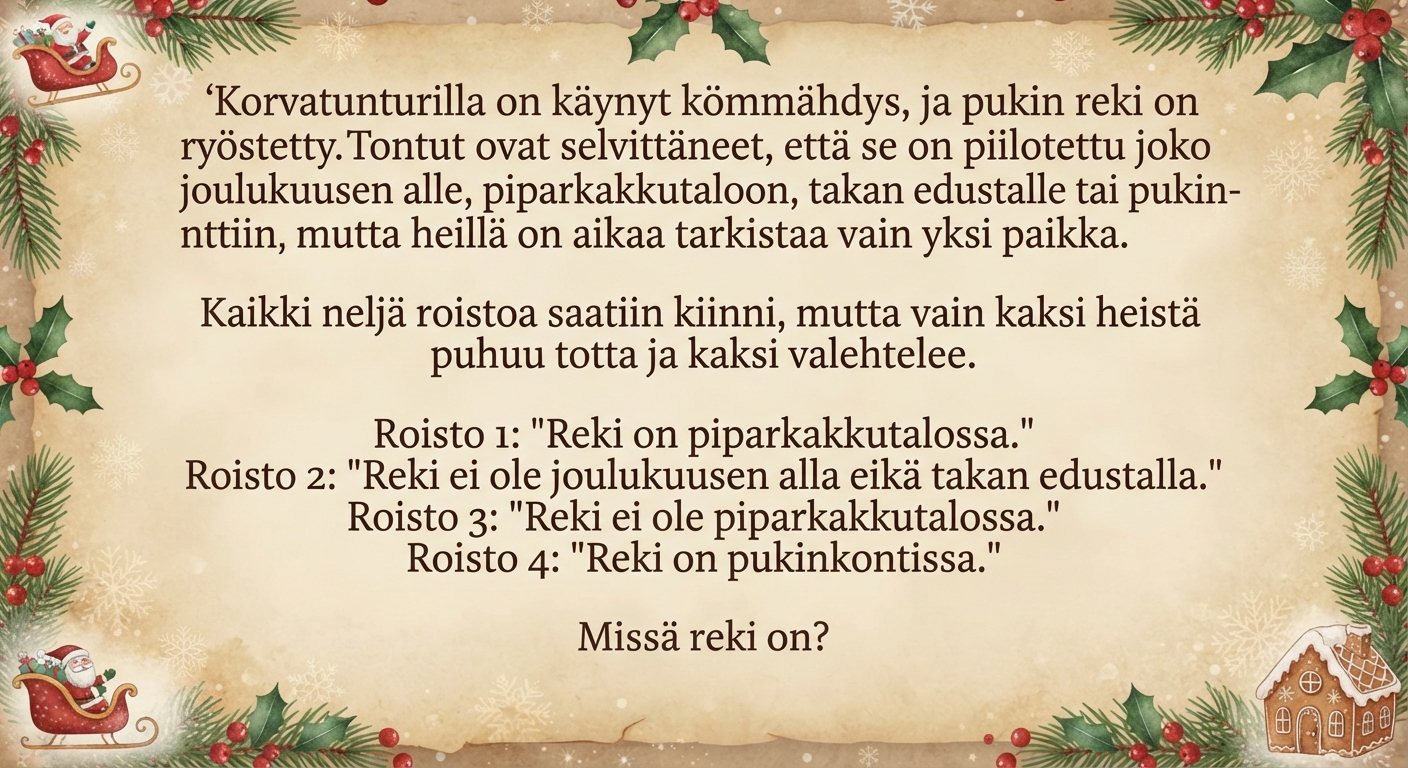 ‘Korvatunturilla on käynyt kömmähdys, ja pukin reki on
ryöstetty. Tontut ovat selvittäneet, että se on piilotettu joko
joulukuusen alle, piparkakkutaloon, takan edustalle tai pukin-
nttiin, mutta heillä on aikaa tarkistaa vain yksi paikka.
Kaikki neljä roistoa saatiin kiinni, mutta vain kaksi heistä
puhuu totta ja kaksi valehtelee.
Roisto 1: "Reki on piparkakkutalossa."
Roisto 2: "Reki ei ole joulukuusen alla eikä takan edustalla."
Roisto 3: "Reki ei ole piparkakkutalossa."
Roisto 4: "Reki on pukinkontissa."
Missä reki on?